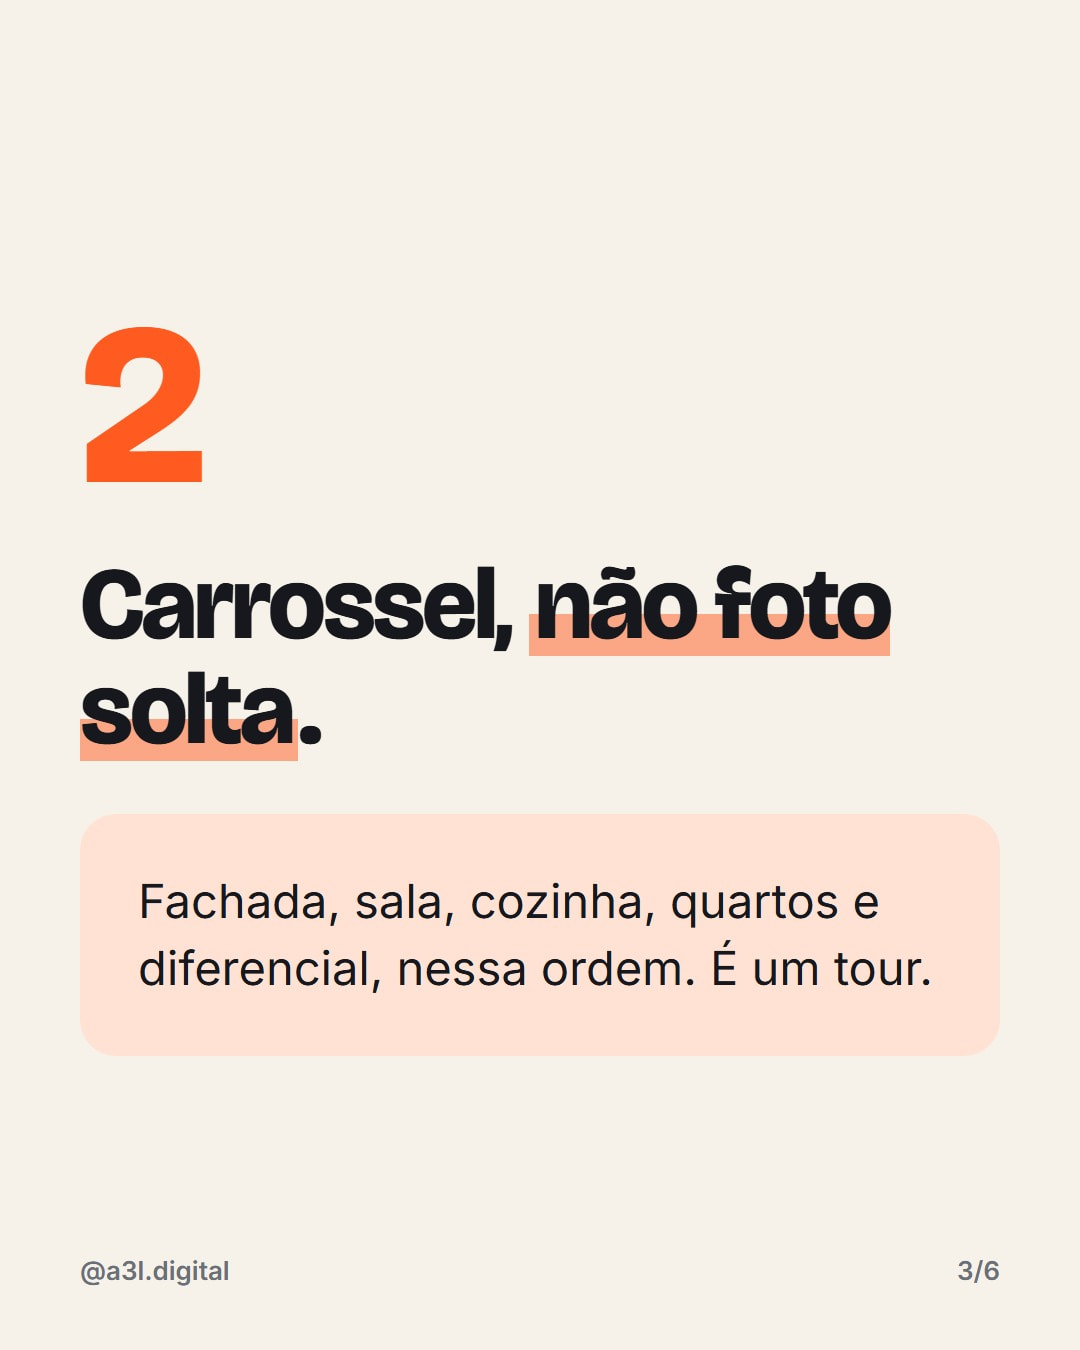 2
Carrossel, não foto
solta.
Fachada, sala, cozinha, quartos e
diferencial, nessa ordem. É um tour.
@a3l.digital
3/6